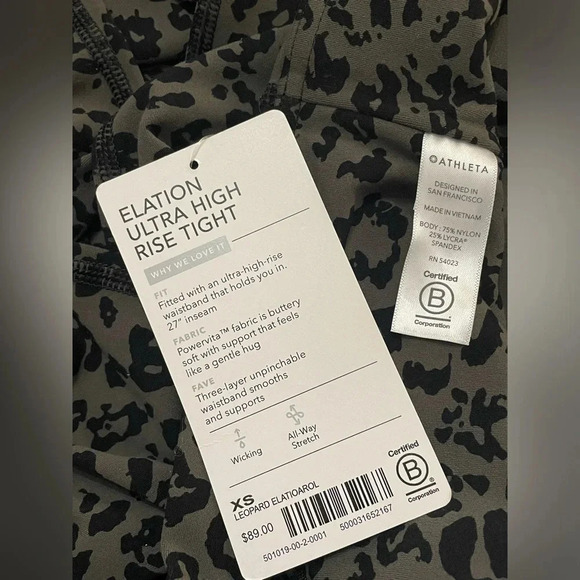 ELATION
ULTRA HIGH
RISE TIGHT
WHY WE LOVE IT
FIT
Fitted with an ultra-high-rise
waistband that holds you in.
27" inseam
FABRIC
Powervita™ fabric is buttery
soft with support that feels
like a gentle hug
FAVE
Three-layer unpinchable
waistband smooths
and supports
Wicking
All-Way
Stretch
XS
LEOPARD ELATIOAROL
$89.00
501019-00-2-0001
500031652167
Certified
B
Corporation
ATHLETA
DESIGNED IN
SAN FRANCISCO
MADE IN VIETNAM
BODY: 75% NYLON
25% LYCRA®
SPANDEX
RN 54023
Certified
B
Corporation